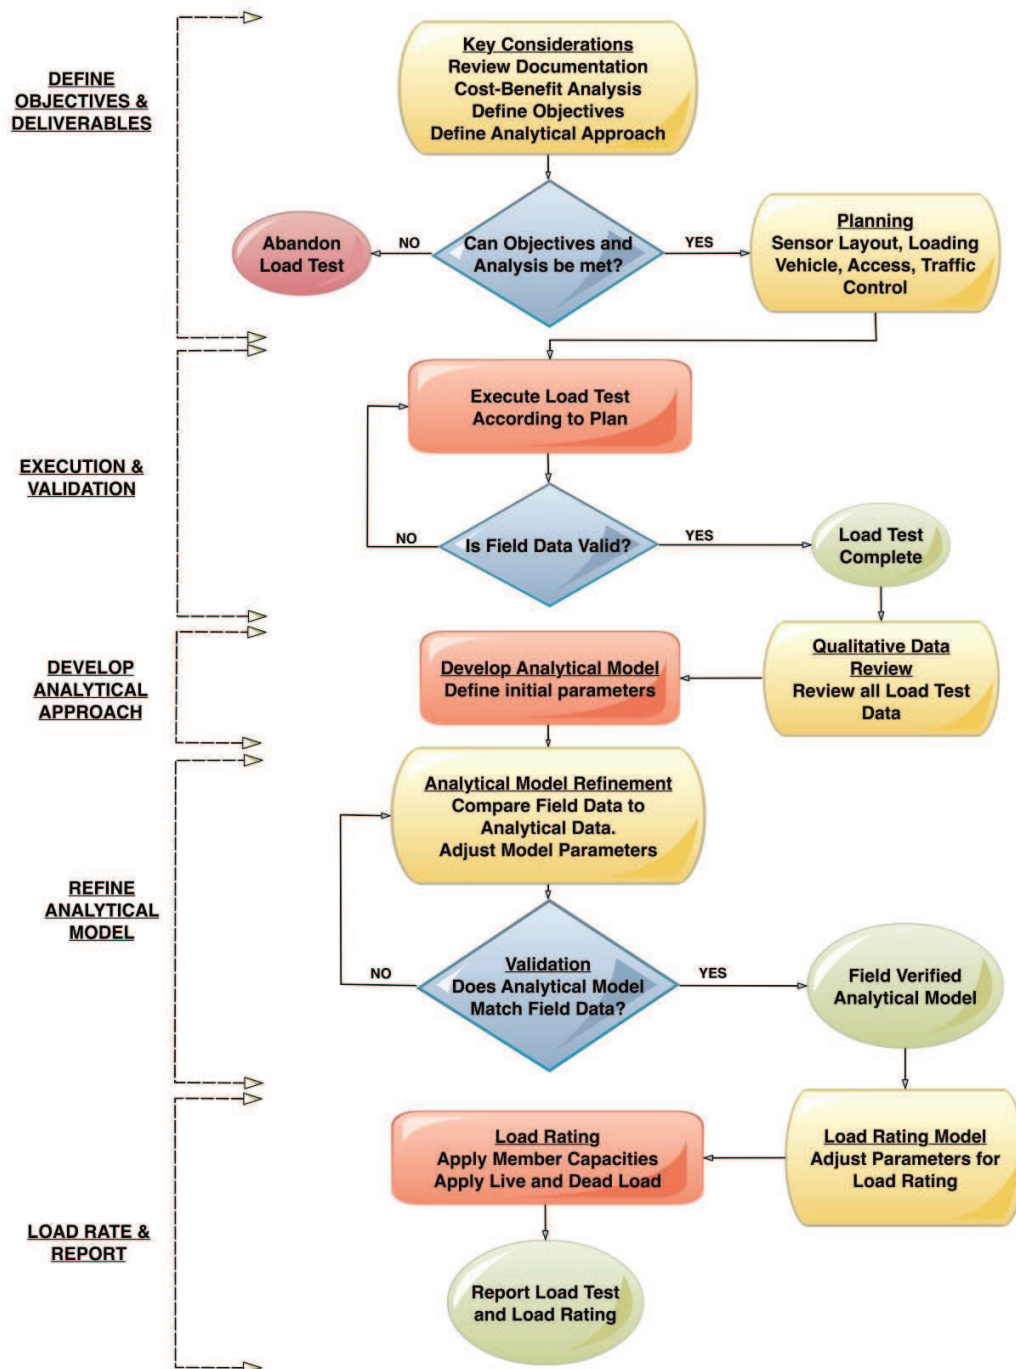 DEFINE
OBJECTIVES &
DELIVERABLES
Key Considerations
Review Documentation
Cost-Benefit Analysis
Define Objectives
Define Analytical Approach
Can Objectives and
Analysis be met?
NO
Abandon
Load Test
YES
Planning
Sensor Layout, Loading
Vehicle, Access, Traffic
Control
EXECUTION &
VALIDATION
Execute Load Test
According to Plan
Is Field Data Valid?
NO
YES
Load Test
Complete
DEVELOP
ANALYTICAL
APPROACH
Qualitative Data
Review
Review all Load Test
Data
Develop Analytical Model
Define initial parameters
REFINE
ANALYTICAL
MODEL
Analytical Model Refinement
Compare Field Data to
Analytical Data.
Adjust Model Parameters
Validation
Does Analytical Model
Match Field Data?
NO
YES
Field Verified
Analytical Model
LOAD RATE &
REPORT
Load Rating Model
Adjust Parameters for
Load Rating
Load Rating
Apply Member Capacities
Apply Live and Dead Load
Report Load Test
and Load Rating